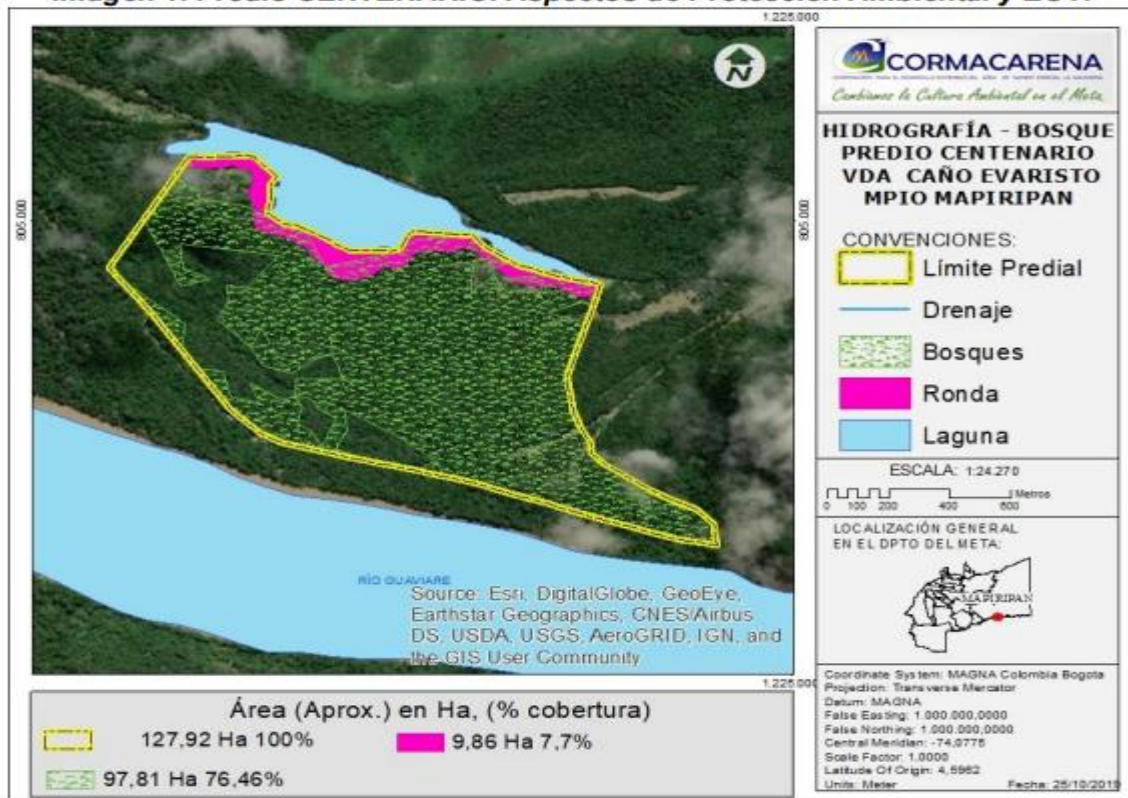 1.225.000
805.000
805.000
N
RÍO GUAVIARE
Source: Esri, DigitalGlobe, GeoEye,
Earthstar Geographics, CNES/Airbus
DS, USDA, USGS, AeroGRID, IGN, and
the GIS User Community
1.225.000
CORMACARENA
Cambiamos la Cultura Ambiental en el Meta
HIDROGRAFÍA - BOSQUE
PREDIO CENTENARIO
VDA CAÑO EVARISTO
MPIO MAPIRIPAN
CONVENCIONES:
Límite Predial
Drenaje
Bosques
Ronda
Laguna
ESCALA: 1:24.270
Metros
0 100 200 400 600
LOCALIZACIÓN GENERAL
EN EL DPTO DEL META:
MAPIRIPAN
Coordinate System: MAGNA Colombia Bogota
Projection: Transverse Mercator
Datum: MAGNA
False Easting: 1.000.000,0000
False Northing: 1.000.000,0000
Central Meridian: -74,0775
Scale Factor: 1,0000
Latitude Of Origin: 4,5962
Units: Meter
Fecha: 25/10/2019
Área (Aprox.) en Ha, (% cobertura)
127,92 Ha 100%
9,86 Ha 7,7%
97,81 Ha 76,46%